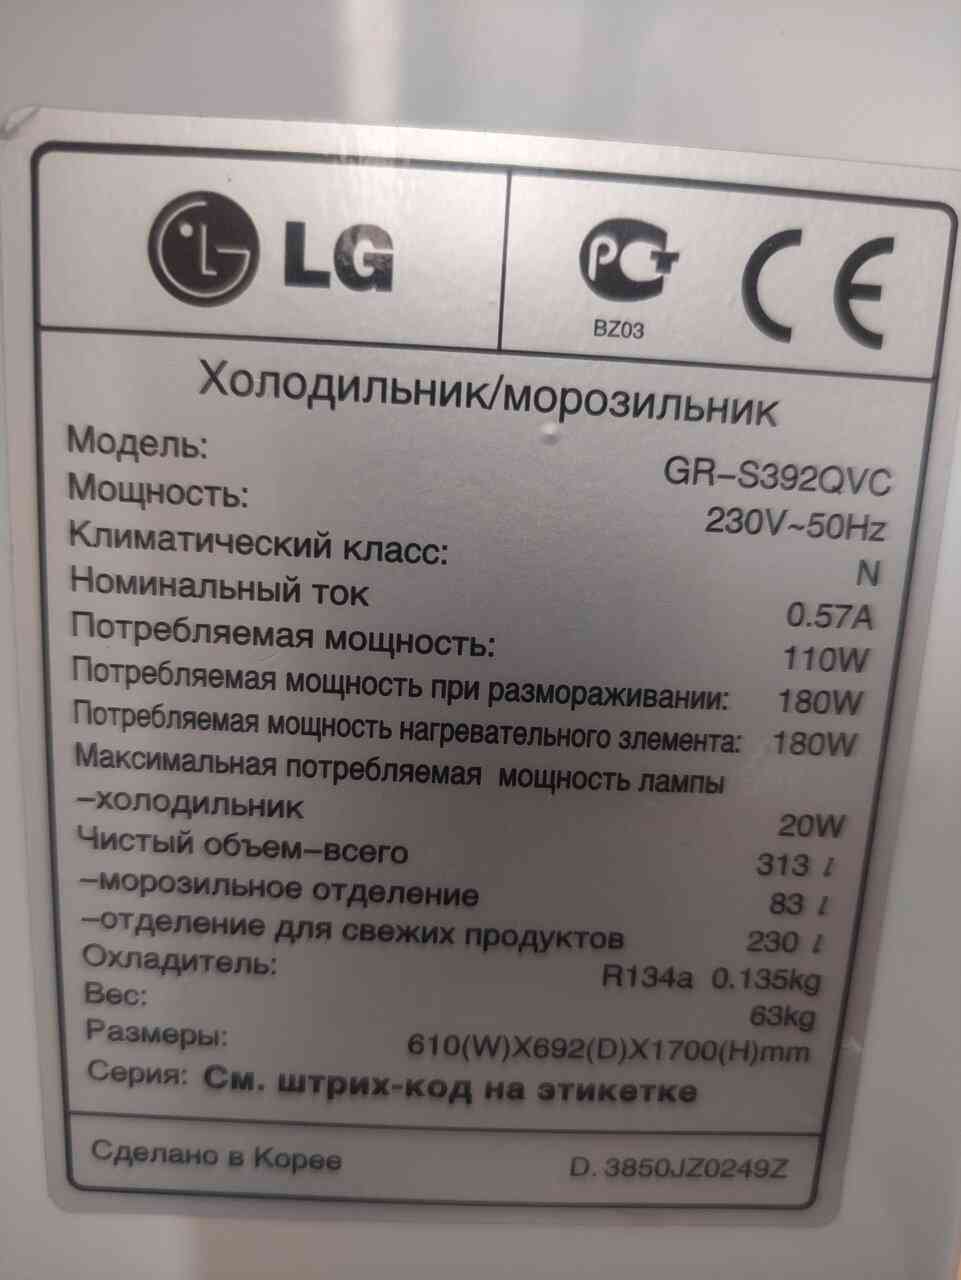 LG
PCT
BZ03
CE
Холодильник/морозильник
Модель: GR-S392QVC
Мощность: 230V~50Hz
Климатический класс: N
Номинальный ток 0.57A
Потребляемая мощность: 110W
Потребляемая мощность при размораживании: 180W
Потребляемая мощность нагревательного элемента: 180W
Максимальная потребляемая мощность лампы
-холодильник 20W
Чистый объем-всего 313 l
-морозильное отделение 83 l
-отделение для свежих продуктов 230 l
Охладитель: R134a 0.135kg
Вес: 63kg
Размеры: 610(W)X692(D)X1700(H)mm
Серия: См. штрих-код на этикетке
Сделано в Корее D. 3850JZ0249Z